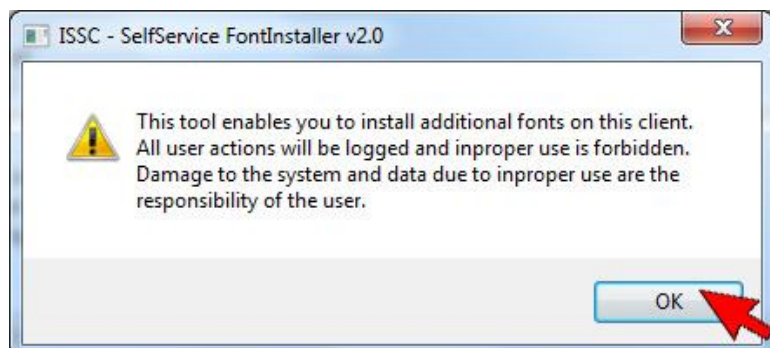 ISSC - SelfService FontInstaller v2.0
This tool enables you to install additional fonts on this client.
All user actions will be logged and inproper use is forbidden.
Damage to the system and data due to inproper use are the
responsibility of the user.
OK